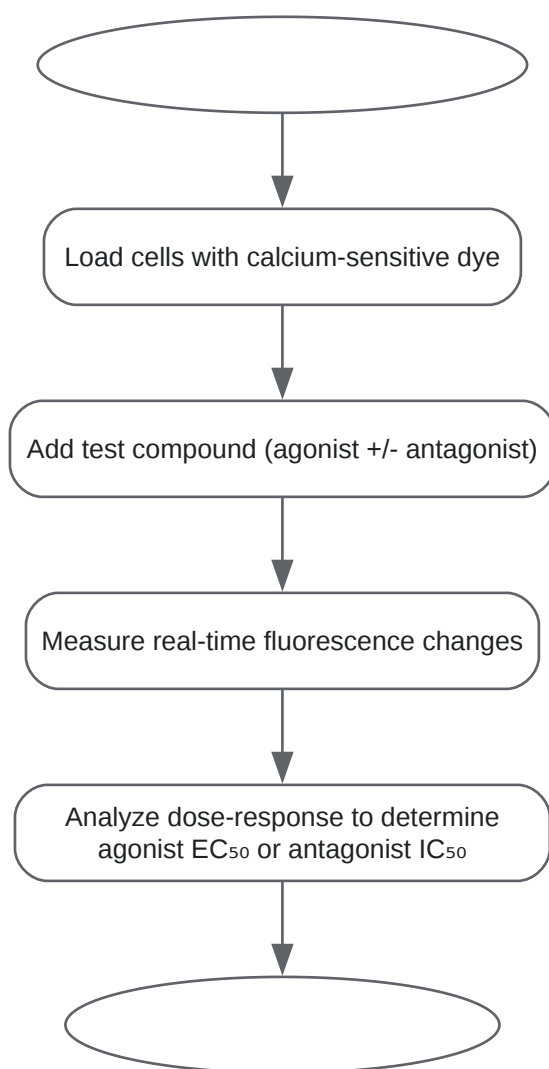 Load cells with calcium-sensitive dye
Add test compound (agonist +/- antagonist)
Measure real-time fluorescence changes
Analyze dose-response to determine
agonist EC₅₀ or antagonist IC₅₀